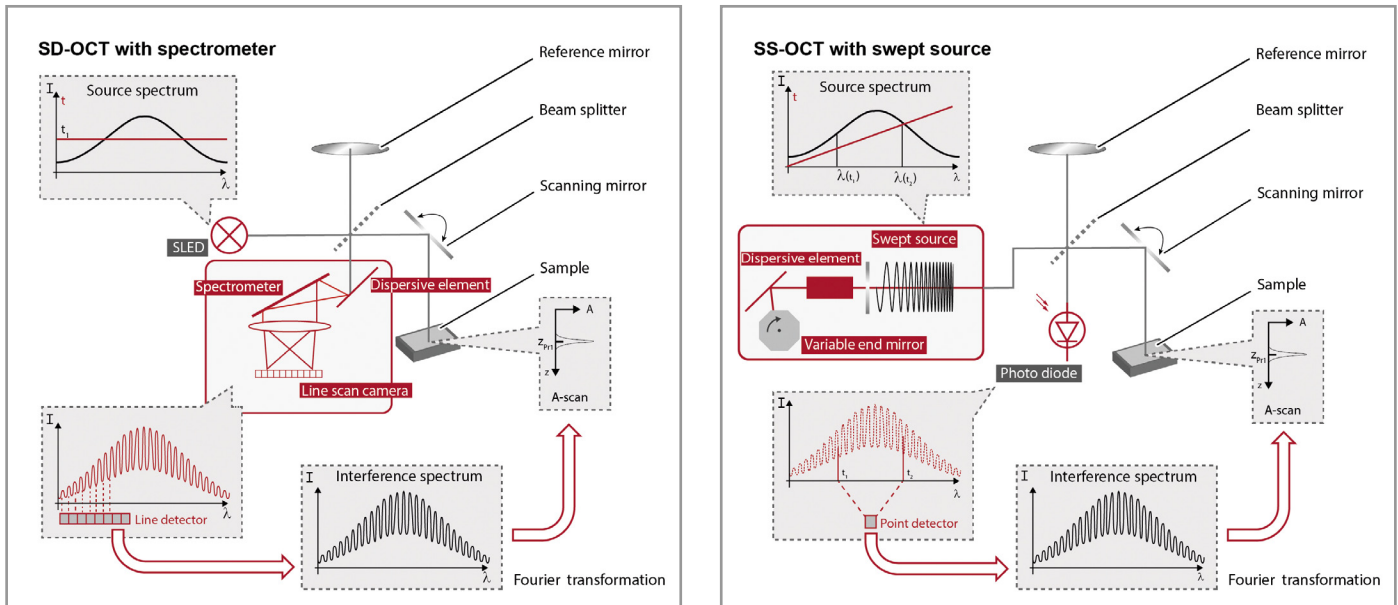 SD-OCT with spectrometer
I
t
Source spectrum
t1
λ
Reference mirror
Beam splitter
Scanning mirror
SLED
Sample
Spectrometer
Dispersive element
Line scan camera
A
zPr1
z
A-scan
I
λ
Line detector
I
Interference spectrum
λ
Fourier transformation
SS-OCT with swept source
I
t
Source spectrum
λ(t1)
λ(t2)
λ
Reference mirror
Beam splitter
Scanning mirror
Swept source
Dispersive element
Variable end mirror
Sample
Photo diode
A
zPr1
z
A-scan
I
t1
t2
λ
Point detector
I
Interference spectrum
λ
Fourier transformation